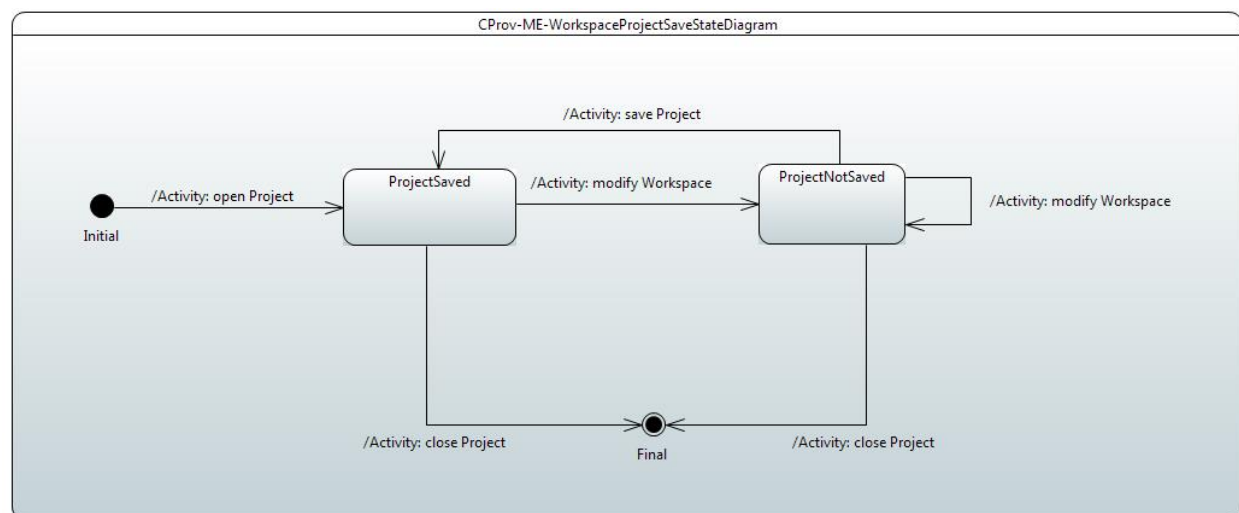 CProv-ME-WorkspaceProjectSaveStateDiagram
/Activity: save Project
ProjectSaved
/Activity: modify Workspace
ProjectNotSaved
/Activity: open Project
/Activity: modify Workspace
Initial
/Activity: close Project
/Activity: close Project
Final